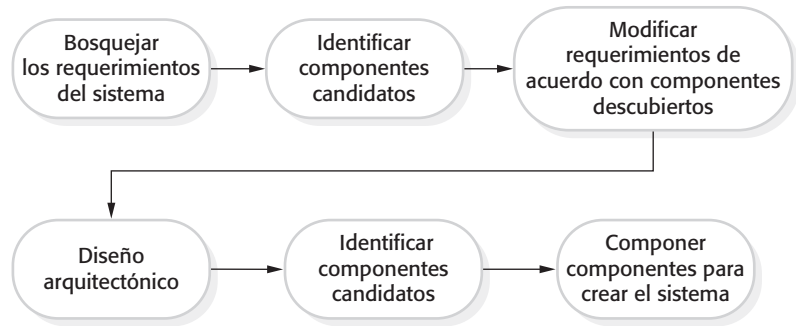 Bosquejar
los requerimientos
del sistema
Identificar
componentes
candidatos
Modificar
requerimientos de
acuerdo con componentes
descubiertos
Diseño
arquitectónico
Identificar
componentes
candidatos
Componer
componentes para
crear el sistema